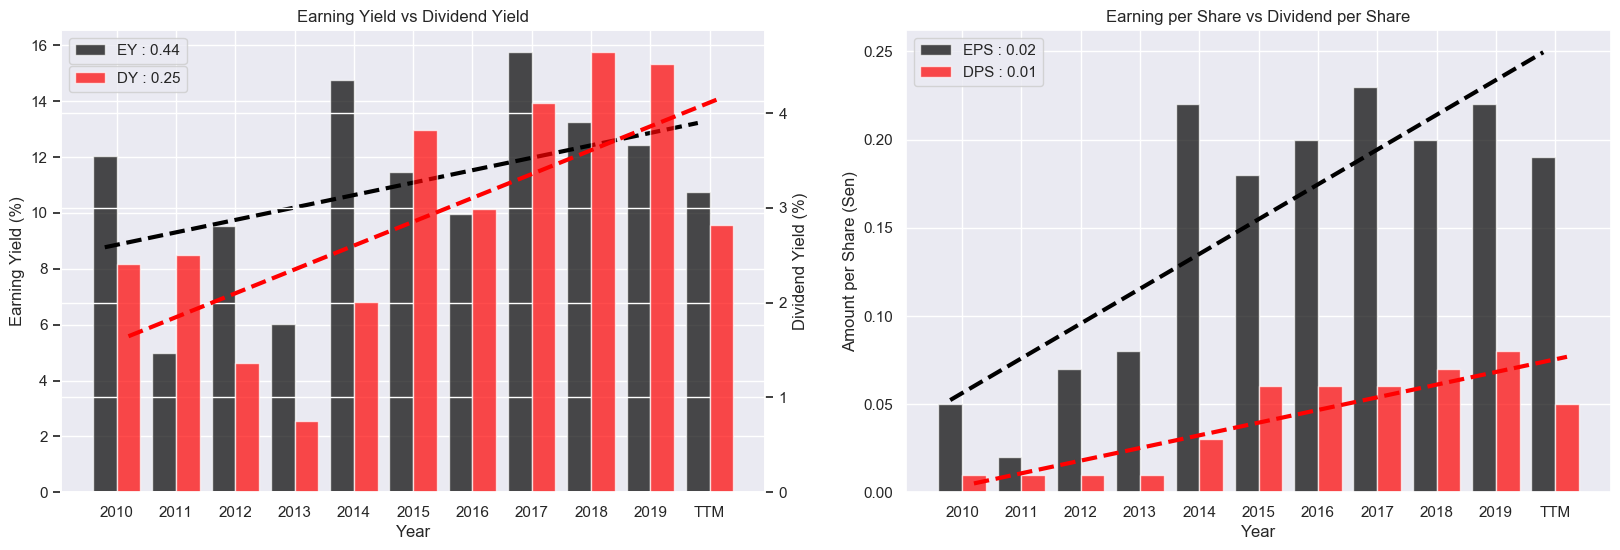 Earning Yield vs Dividend Yield
EY : 0.44
DY : 0.25
16
14
12
10
8
6
4
2
0
Earning Yield (%)
4
3
2
1
0
Dividend Yield (%)
2010 2011 2012 2013 2014 2015 2016 2017 2018 2019 TTM
Year
Earning per Share vs Dividend per Share
EPS : 0.02
DPS : 0.01
0.25
0.20
0.15
0.10
0.05
0.00
Amount per Share (Sen)
2010 2011 2012 2013 2014 2015 2016 2017 2018 2019 TTM
Year